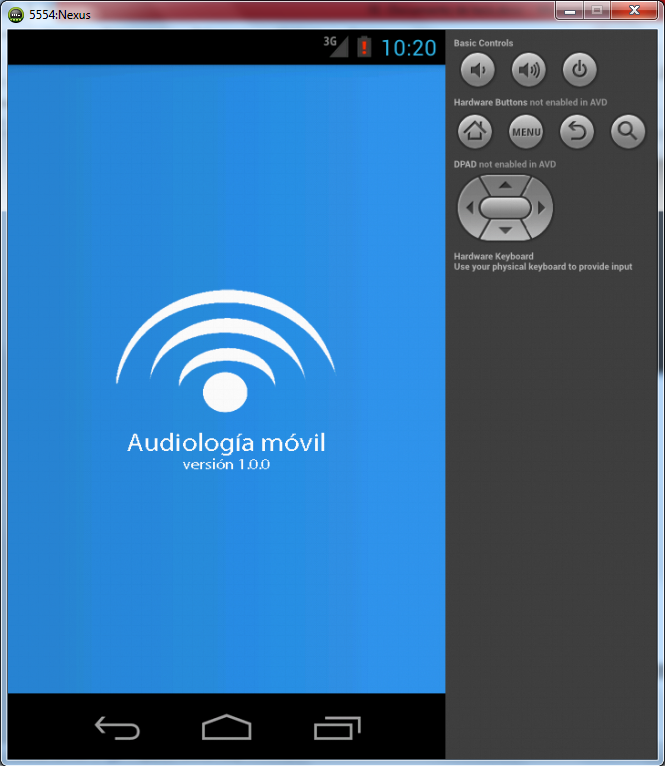 5554:Nexus
3G
10:20
Audiología móvil
versión 1.0.0
Basic Controls
Hardware Buttons not enabled in AVD
MENU
DPAD not enabled in AVD
Hardware Keyboard
Use your physical keyboard to provide input